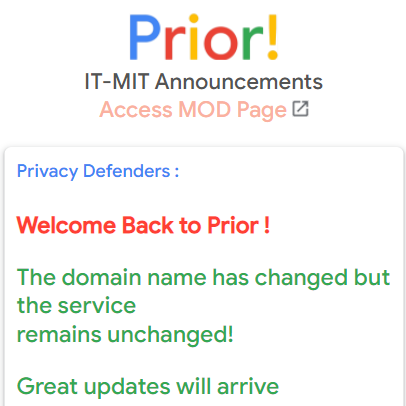 Prior!
IT-MIT Announcements
Access MOD Page
Privacy Defenders :
Welcome Back to Prior !
The domain name has changed but
the service
remains unchanged!
Great updates will arrive